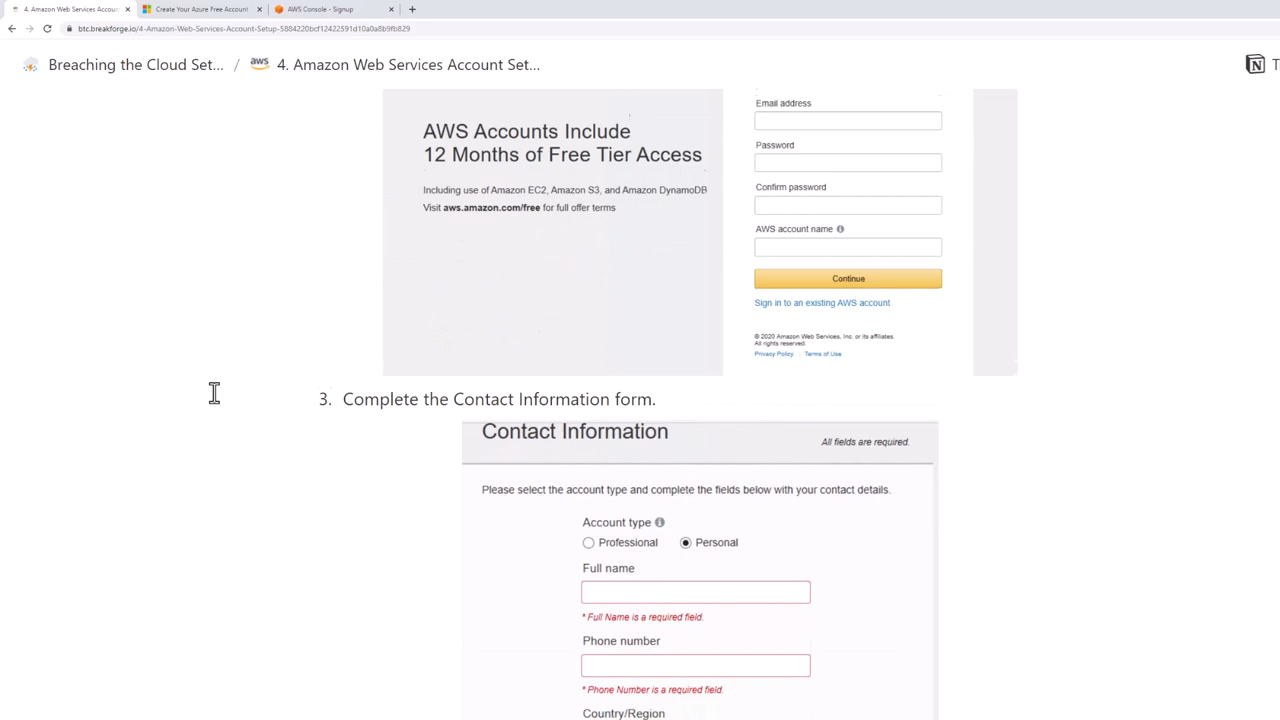 4. Amazon Web Services Accoun
Create Your Azure Free Account
AWS Console - Signup
btc.breakforge.io/4-Amazon-Web-Services-Account-Setup-5884220bcf12422591d10a0a8b9fb829
Breaching the Cloud Set... / aws 4. Amazon Web Services Account Set...
AWS Accounts Include
12 Months of Free Tier Access
Including use of Amazon EC2, Amazon S3, and Amazon DynamoDB
Visit aws.amazon.com/free for full offer terms
Email address
Password
Confirm password
AWS account name
Continue
Sign in to an existing AWS account
© 2020 Amazon Web Services, Inc. or its affiliates.
All rights reserved.
Privacy Policy | Terms of Use
3. Complete the Contact Information form.
Contact Information
All fields are required.
Please select the account type and complete the fields below with your contact details.
Account type
Professional Personal
Full name
* Full Name is a required field.
Phone number
* Phone Number is a required field.
Country/Region